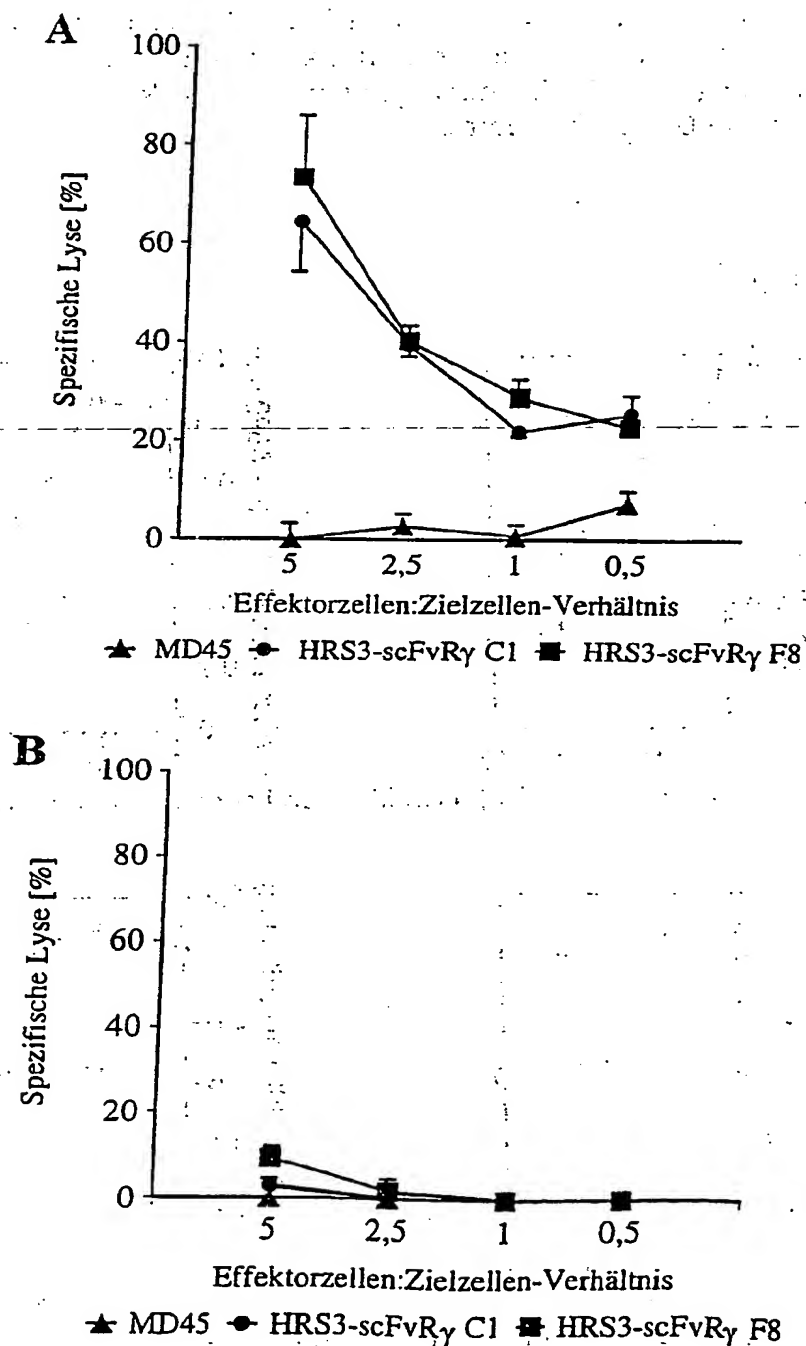 A
100
80
60
40
20
0
Spezifische Lyse [%]
5 2,5 1 0,5
Effektorzellen:Zielzellen-Verhältnis
MD45 HRS3-scFvRγ C1 HRS3-scFvRγ F8
B
100
80
60
40
20
0
Spezifische Lyse [%]
5 2,5 1 0,5
Effektorzellen:Zielzellen-Verhältnis
MD45 HRS3-scFvRγ C1 HRS3-scFvRγ F8